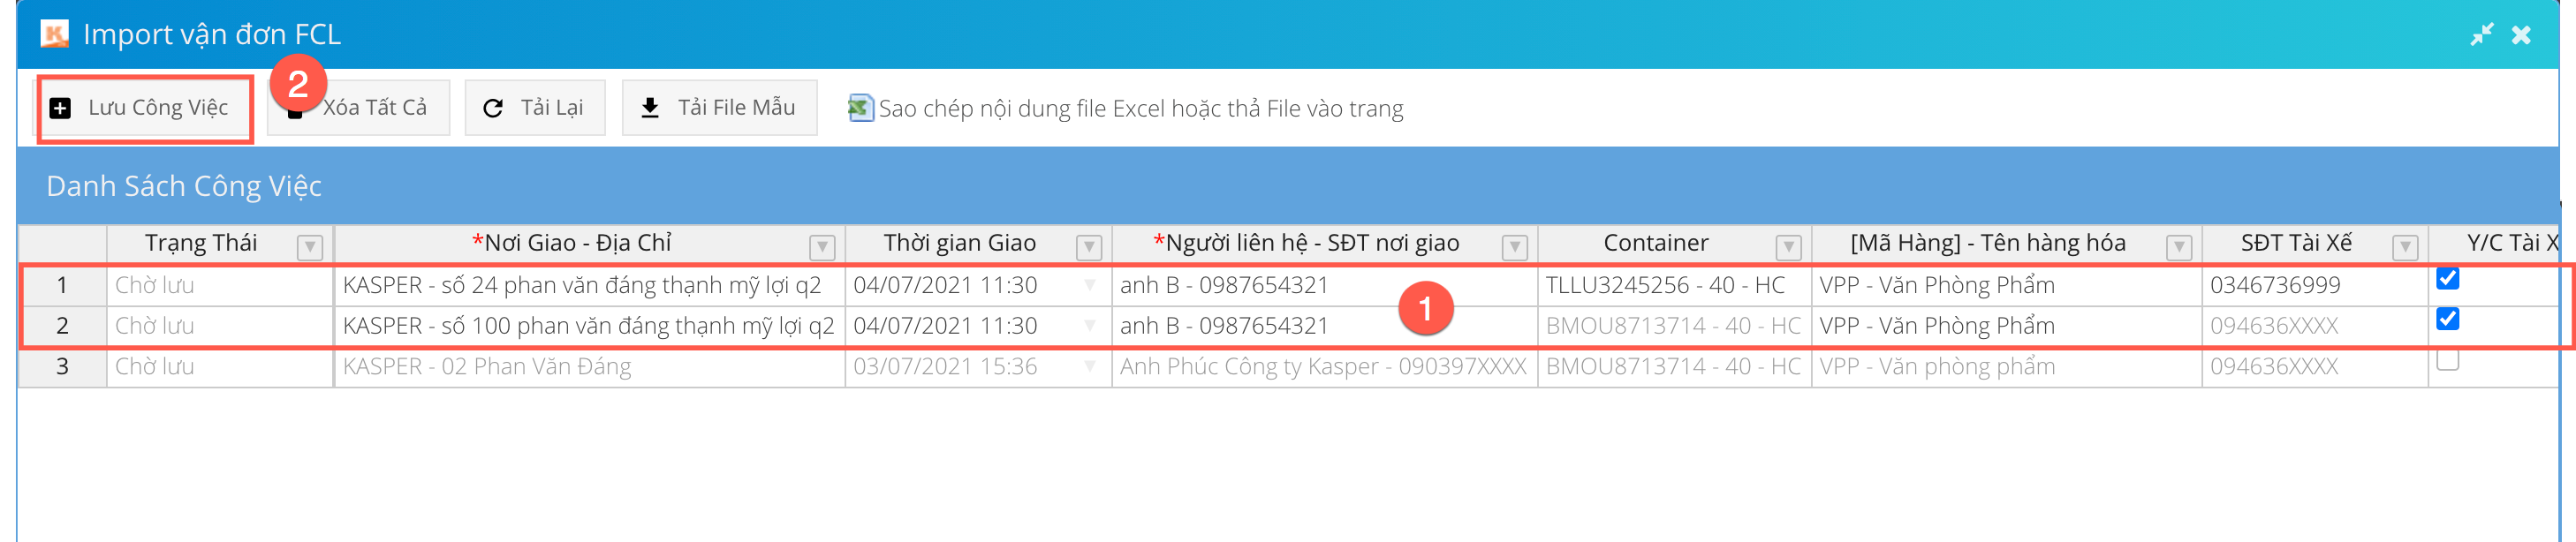 Import vận đơn FCL
Lưu Công Việc 2 Xóa Tất Cả Tải Lại Tải File Mẫu Sao chép nội dung file Excel hoặc thả File vào trang
Danh Sách Công Việc
Trạng Thái *Nơi Giao - Địa Chỉ Thời gian Giao *Người liên hệ - SĐT nơi giao Container [Mã Hàng] - Tên hàng hóa SĐT Tài Xế Y/C Tài X
1 Chờ lưu KASPER - số 24 phan văn đáng thạnh mỹ lợi q2 04/07/2021 11:30 anh B - 0987654321 1 TLLU3245256 - 40 - HC VPP - Văn Phòng Phẩm 0346736999
2 Chờ lưu KASPER - số 100 phan văn đáng thạnh mỹ lợi q2 04/07/2021 11:30 anh B - 0987654321 BMOU8713714 - 40 - HC VPP - Văn Phòng Phẩm 094636XXXX
3 Chờ lưu KASPER - 02 Phan Văn Đáng 03/07/2021 15:36 Anh Phúc Công ty Kasper - 090397XXXX BMOU8713714 - 40 - HC VPP - Văn phòng phẩm 094636XXXX